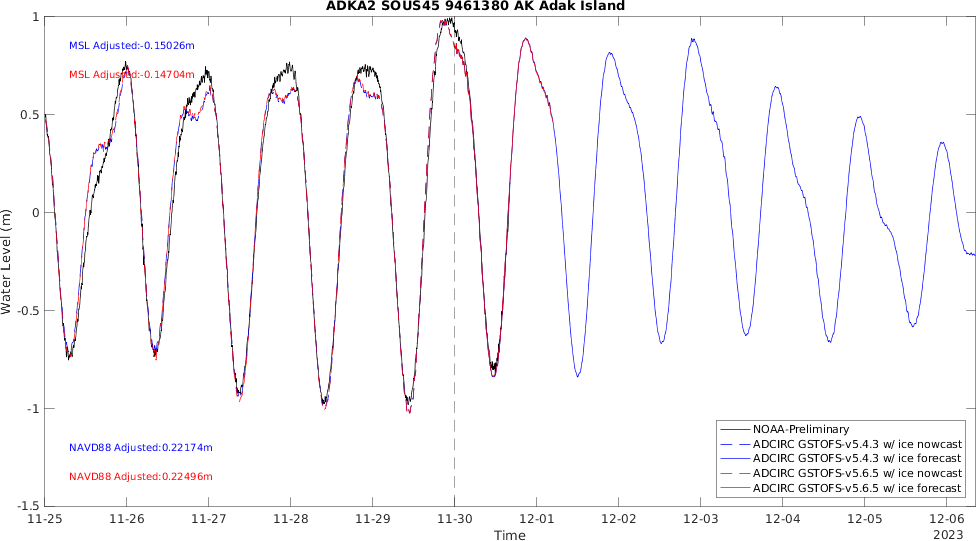 ADKA2 SOUS45 9461380 AK Adak Island
1
MSL Adjusted:-0.15026m
MSL Adjusted:-0.14704m
0.5
0
Water Level (m)
-0.5
-1
NAVD88 Adjusted:0.22174m
NAVD88 Adjusted:0.22496m
NOAA-Preliminary
ADCIRC GSTOFS-v5.4.3 w/ ice nowcast
ADCIRC GSTOFS-v5.4.3 w/ ice forecast
ADCIRC GSTOFS-v5.6.5 w/ ice nowcast
ADCIRC GSTOFS-v5.6.5 w/ ice forecast
-1.5
11-25 11-26 11-27 11-28 11-29 11-30 12-01 12-02 12-03 12-04 12-05 12-06
Time 2023